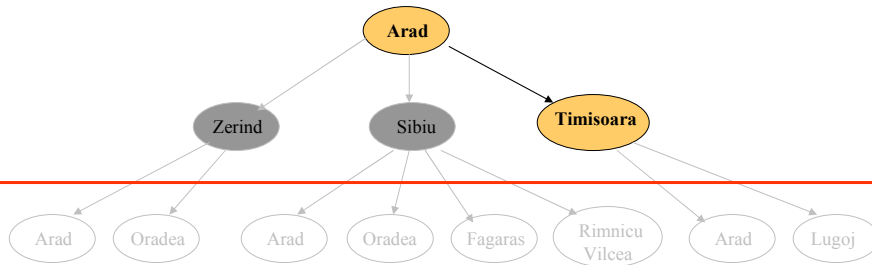 Arad
Zerind
Sibiu
Timisoara
Arad
Oradea
Arad
Oradea
Fagaras
Rimnicu
Vilcea
Arad
Lugoj